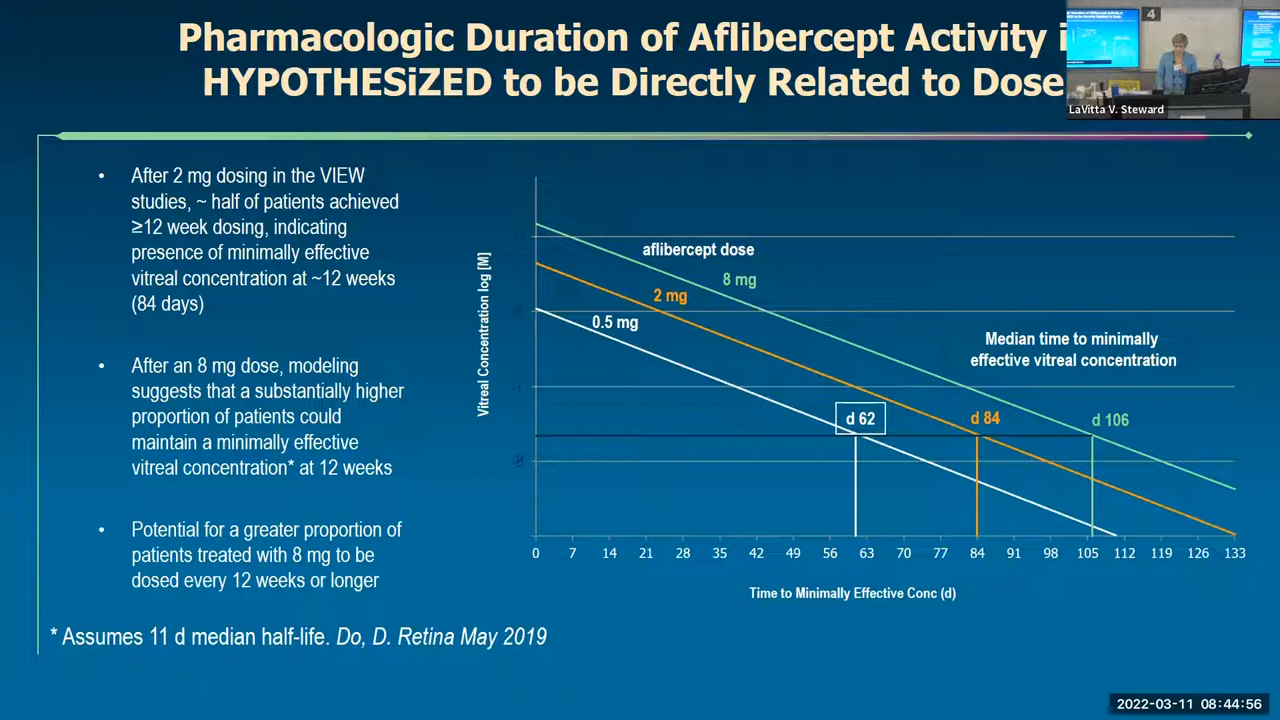 Pharmacologic Duration of Aflibercept Activity i
HYPOTHESiZED to be Directly Related to Dose
4
LaVitta V. Steward
• After 2 mg dosing in the VIEW
studies, ~ half of patients achieved
≥12 week dosing, indicating
presence of minimally effective
vitreal concentration at ~12 weeks
(84 days)
• After an 8 mg dose, modeling
suggests that a substantially higher
proportion of patients could
maintain a minimally effective
vitreal concentration* at 12 weeks
• Potential for a greater proportion of
patients treated with 8 mg to be
dosed every 12 weeks or longer
* Assumes 11 d median half-life. Do, D. Retina May 2019
Vitreal Concentration log [M]
aflibercept dose
8 mg
2 mg
0.5 mg
Median time to minimally
effective vitreal concentration
d 62
d 84
d 106
-8
0 7 14 21 28 35 42 49 56 63 70 77 84 91 98 105 112 119 126 133
Time to Minimally Effective Conc (d)
2022-03-11 08:44:56